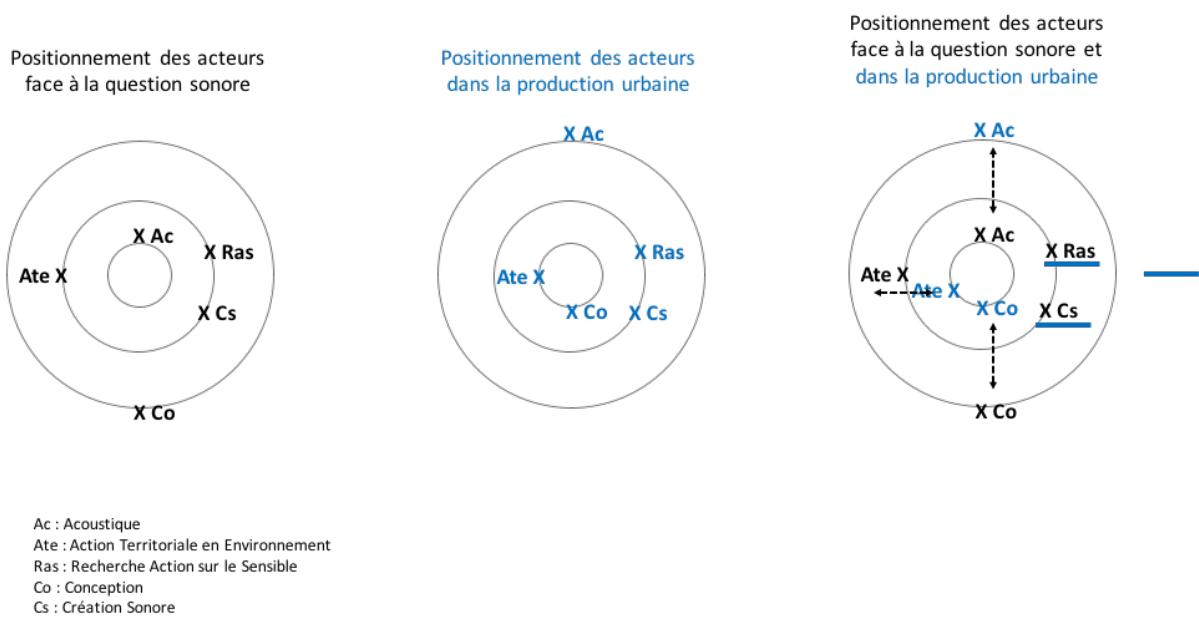 Positionnement des acteurs
face à la question sonore
X Ac
X Ras
Ate X
X Cs
X Co
Positionnement des acteurs
dans la production urbaine
X Ac
X Ras
Ate X
X Co
X Cs
Positionnement des acteurs
face à la question sonore et
dans la production urbaine
X Ac
X Ac
X Ras
Ate X
Ate X
X Co
X Cs
X Co
Ac : Acoustique
Ate : Action Territoriale en Environnement
Ras : Recherche Action sur le Sensible
Co : Conception
Cs : Création Sonore